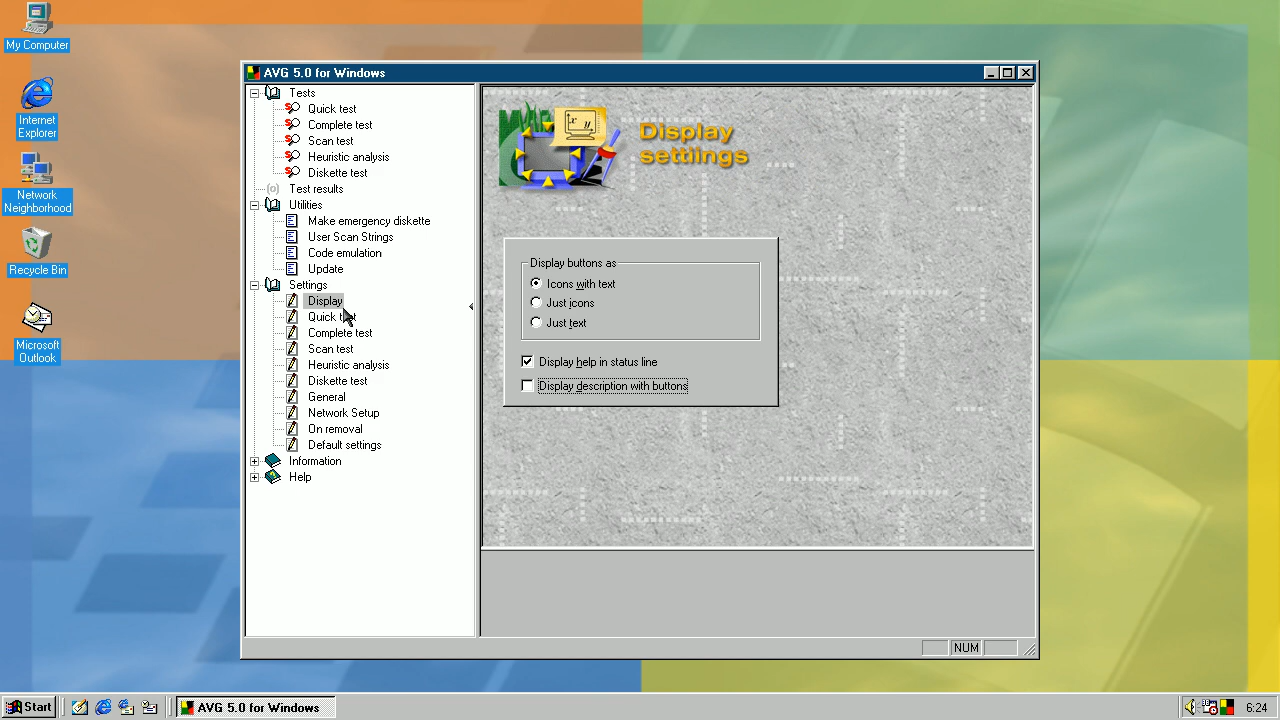 My Computer
Internet
Explorer
Network
Neighborhood
Recycle Bin
Microsoft
Outlook
AVG 5.0 for Windows
Tests
Quick test
Complete test
Scan test
Heuristic analysis
Diskette test
Test results
Utilities
Make emergency diskette
User Scan Strings
Code emulation
Update
Settings
Display
Quick test
Complete test
Scan test
Heuristic analysis
Diskette test
General
Network Setup
On removal
Default settings
Information
Help
Display
settiings
Display buttons as
Icons with text
Just icons
Just text
Display help in status line
Display description with buttons
NUM
Start
AVG 5.0 for Windows
6:24